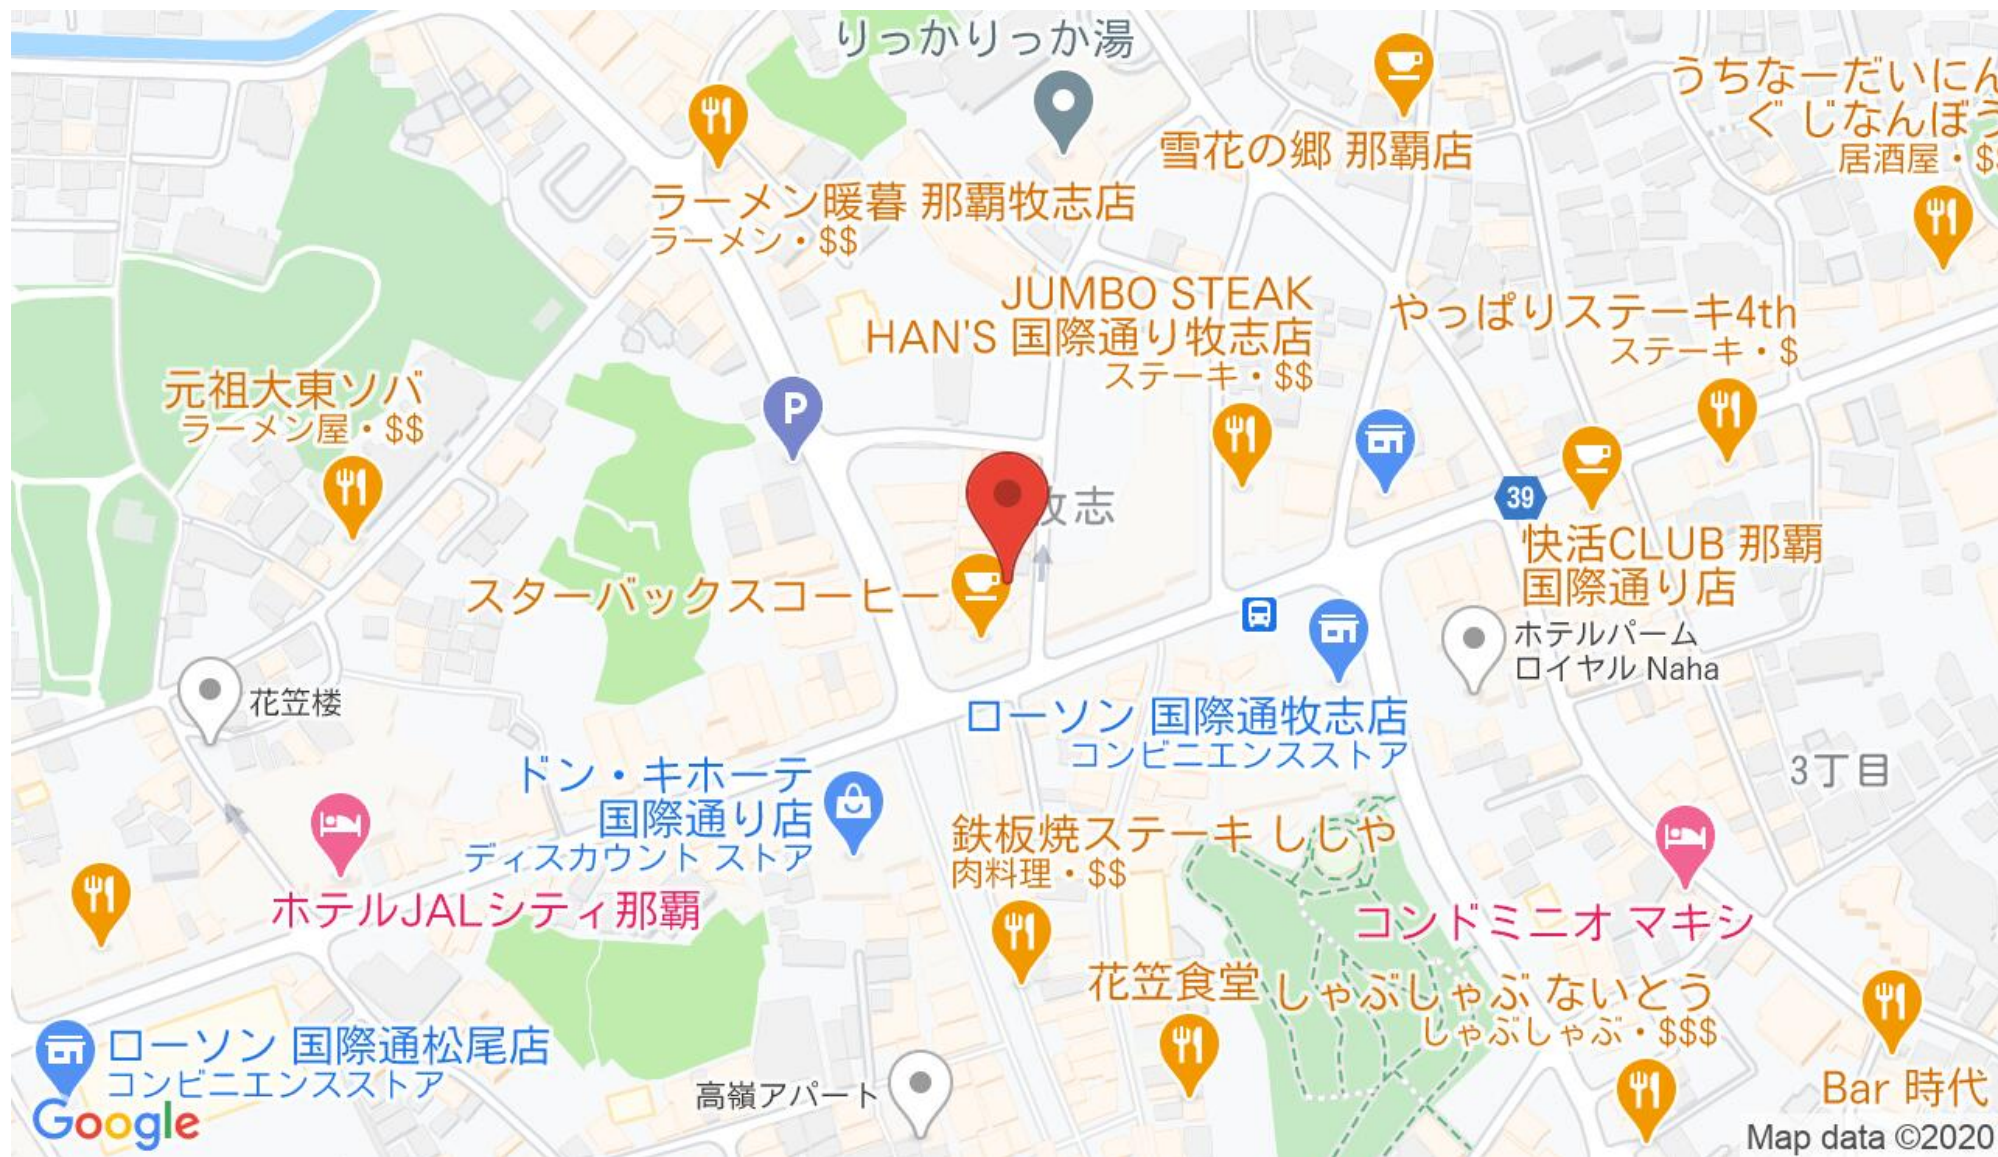 りっかりっか湯
うちなーだいにん
ぐ じなんぼう
居酒屋・$$
雪花の郷 那覇店
ラーメン暖暮 那覇牧志店
ラーメン・$$
JUMBO STEAK
HAN'S 国際通り牧志店
ステーキ・$$
やっぱりステーキ4th
ステーキ・$
元祖大東ソバ
ラーメン屋・$$
P
牧志
39
快活CLUB 那覇
国際通り店
スターバックスコーヒー
ホテルパーム
ロイヤル Naha
花笠楼
ローソン 国際通牧志店
コンビニエンスストア
ドン・キホーテ
国際通り店
ディスカウント ストア
3丁目
鉄板焼ステーキ ししや
肉料理・$$
ホテルJALシティ那覇
コンドミニオ マキシ
花笠食堂
しゃぶしゃぶ ないとう
しゃぶしゃぶ・$$$
ローソン 国際通松尾店
コンビニエンスストア
高嶺アパート
Bar 時代
Google
Map data ©2020